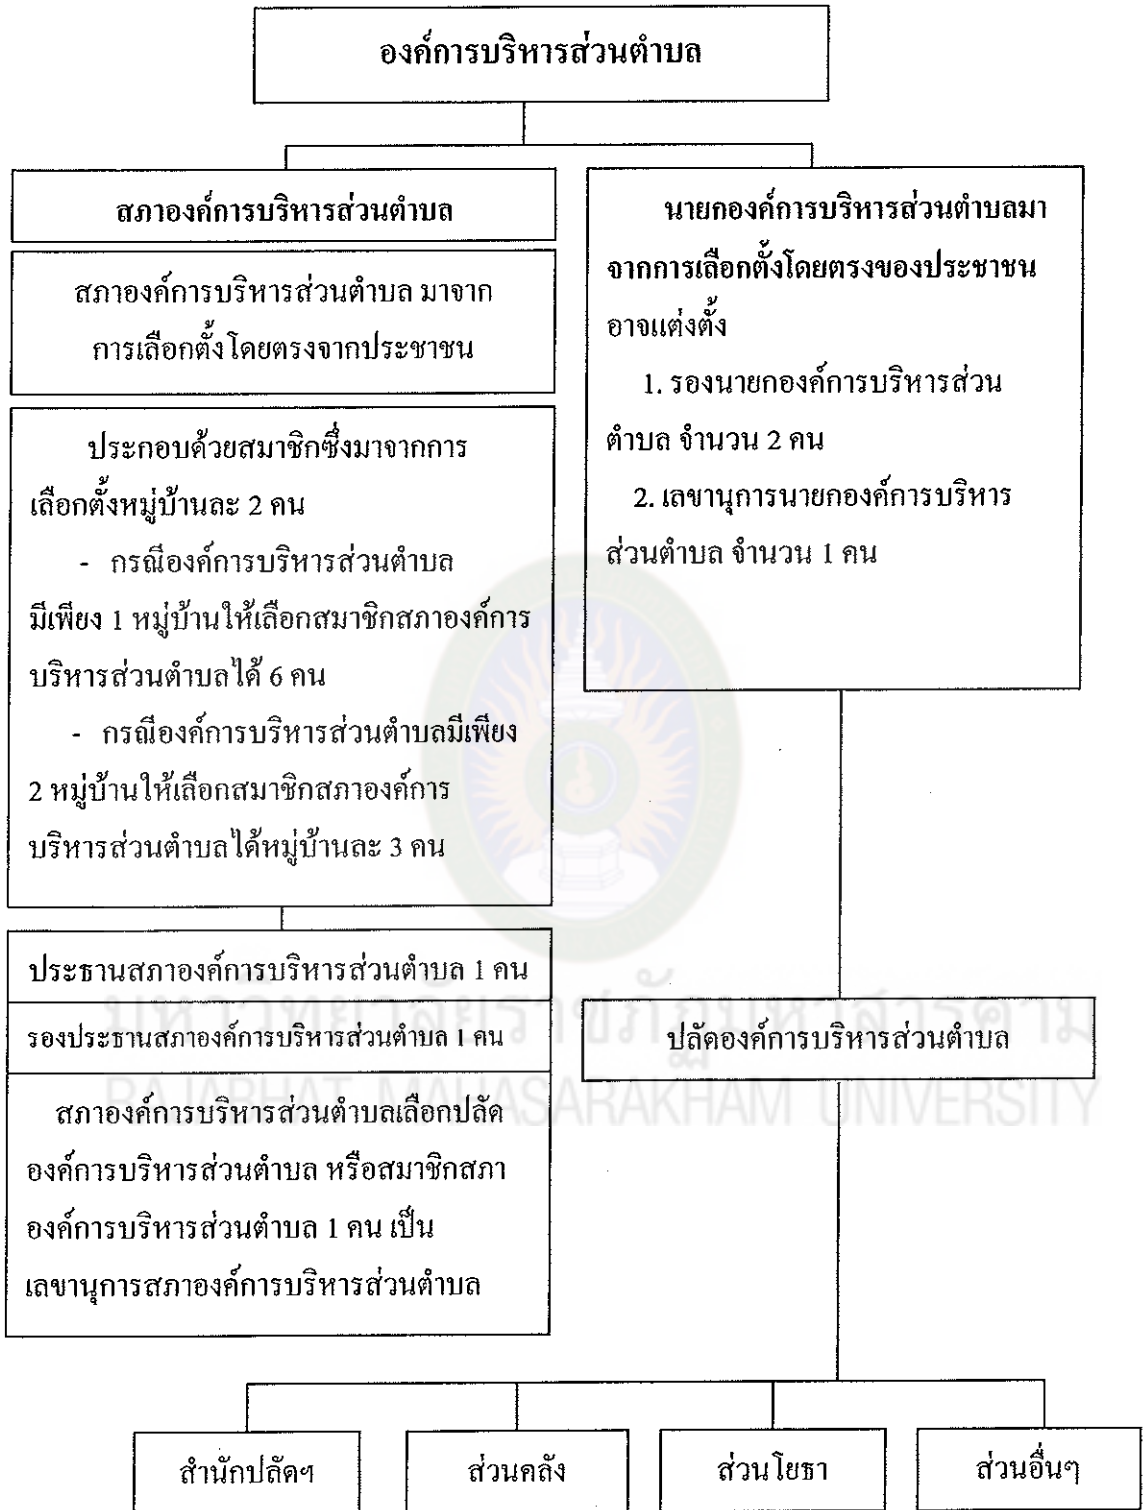 องค์การบริหารส่วนตำบล
สภาองค์การบริหารส่วนตำบล
สภาองค์การบริหารส่วนตำบล มาจาก
การเลือกตั้งโดยตรงจากประชาชน
ประกอบด้วยสมาชิกซึ่งมาจากการ
เลือกตั้งหมู่บ้านละ 2 คน
- กรณีองค์การบริหารส่วนตำบล
มีเพียง 1 หมู่บ้านให้เลือกสมาชิกสภาองค์การ
บริหารส่วนตำบลได้ 6 คน
- กรณีองค์การบริหารส่วนตำบลมีเพียง
2 หมู่บ้านให้เลือกสมาชิกสภาองค์การ
บริหารส่วนตำบลได้หมู่บ้านละ 3 คน
ประธานสภาองค์การบริหารส่วนตำบล 1 คน
รองประธานสภาองค์การบริหารส่วนตำบล 1 คน
สภาองค์การบริหารส่วนตำบลเลือกปลัด
องค์การบริหารส่วนตำบล หรือสมาชิกสภา
องค์การบริหารส่วนตำบล 1 คน เป็น
เลขานุการสภาองค์การบริหารส่วนตำบล
นายกองค์การบริหารส่วนตำบลมา
จากการเลือกตั้งโดยตรงของประชาชน
อาจแต่งตั้ง
1. รองนายกองค์การบริหารส่วน
ตำบล จำนวน 2 คน
2. เลขานุการนายกองค์การบริหาร
ส่วนตำบล จำนวน 1 คน
ปลัดองค์การบริหารส่วนตำบล
สำนักปลัดฯ
ส่วนคลัง
ส่วนโยธา
ส่วนอื่นๆ
มหาวิทยาลัยราชภัฏมหาสารคาม
RAJABHAT MAHASARAKHAM UNIVERSITY